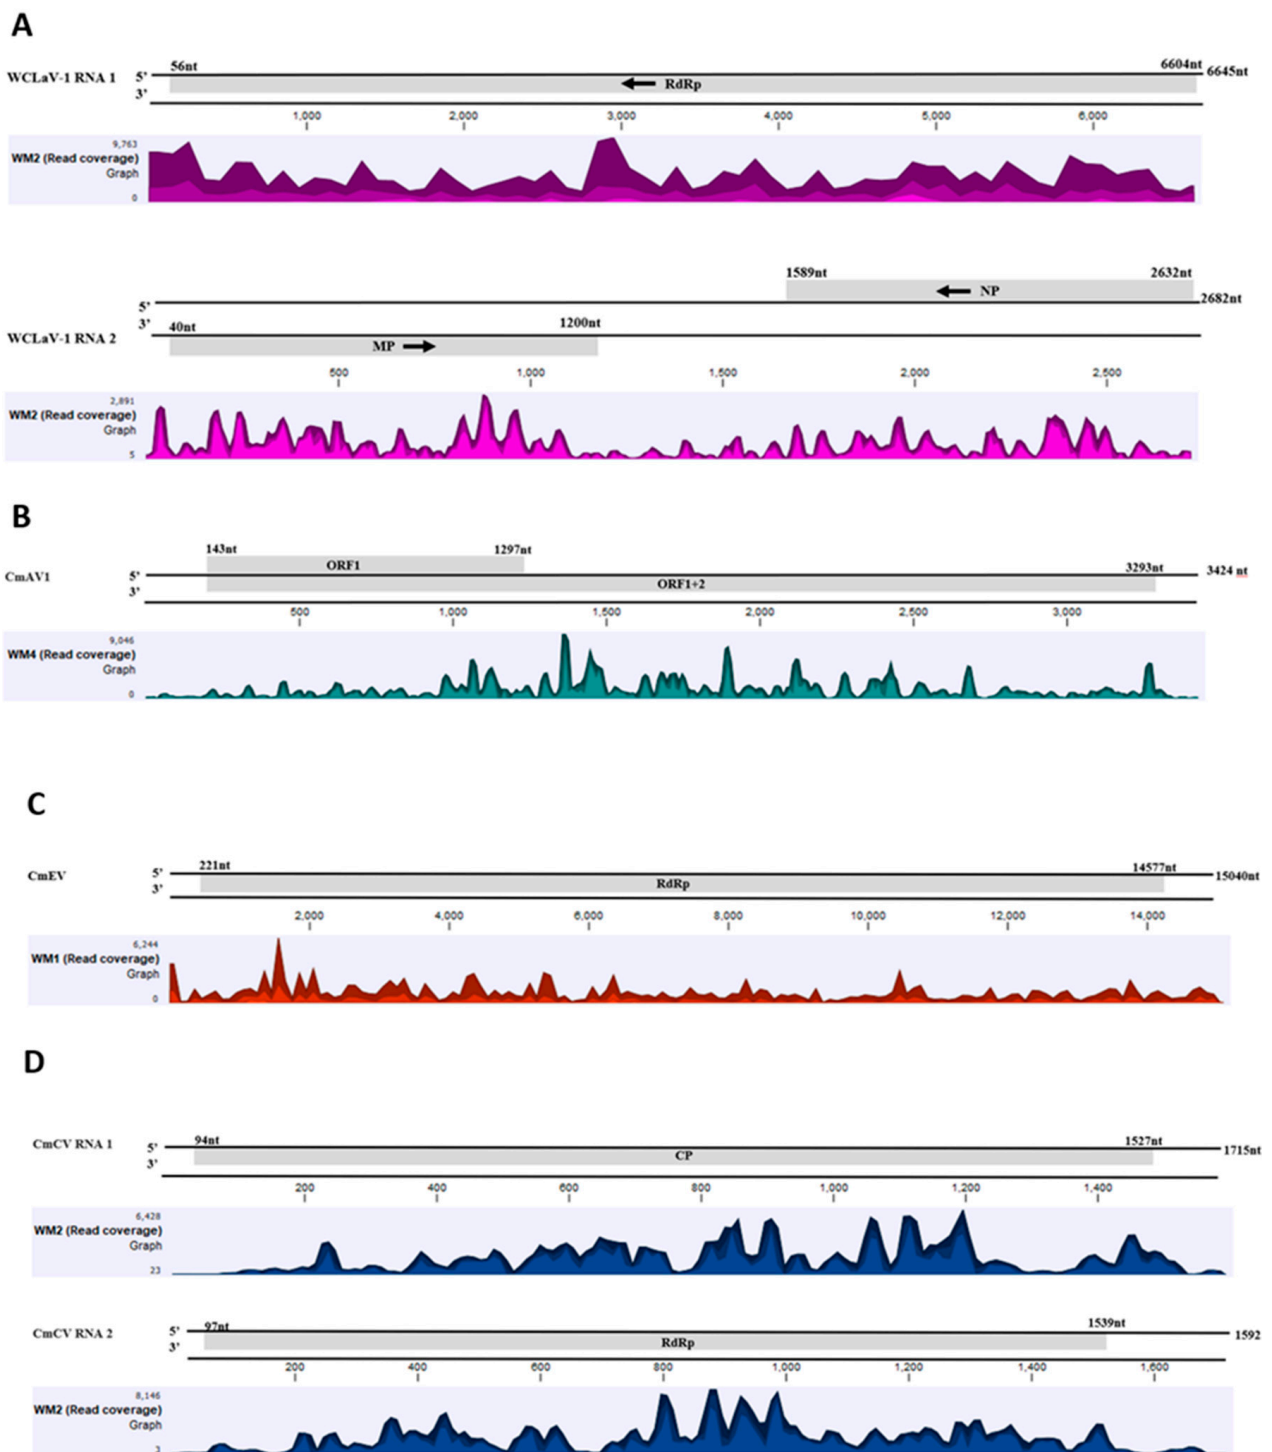 A
WCLaV-1 RNA 1
5’
3’
56nt
6604nt
6645nt
RdRp
1,000 2,000 3,000 4,000 5,000 6,000
9,763
WM2 (Read coverage)
Graph
0
1589nt 2632nt
NP
2682nt
5’
3’
WCLaV-1 RNA 2
40nt 1200nt
MP
500 1,000 1,500 2,000 2,500
2,891
WM2 (Read coverage)
Graph
5
B
143nt 1297nt
ORF1
CmAV1
5’
3’
3293nt
3424 nt
ORF1+2
500 1,000 1,500 2,000 2,500 3,000
9,046
WM4 (Read coverage)
Graph
0
C
CmEV
5’
3’
221nt 14577nt
15040nt
RdRp
2,000 4,000 6,000 8,000 10,000 12,000 14,000
6,244
WM1 (Read coverage)
Graph
0
D
CmCV RNA 1
5’
3’
94nt 1527nt
1715nt
CP
200 400 600 800 1,000 1,200 1,400
6,428
WM2 (Read coverage)
Graph
23
CmCV RNA 2
5’
3’
97nt 1539nt
1592
RdRp
200 400 600 800 1,000 1,200 1,400 1,600
8,146
WM2 (Read coverage)
Graph
3